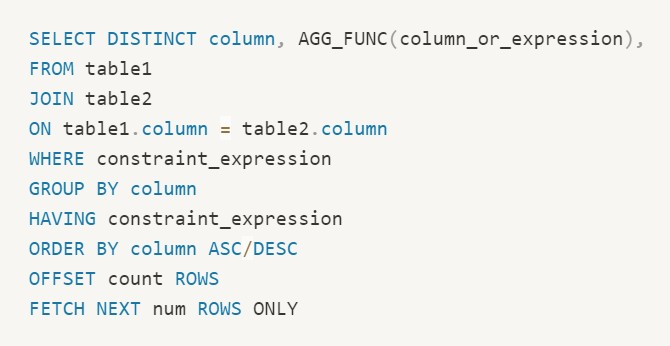 SELECT DISTINCT column, AGG_FUNC(column_or_expression),
FROM table1
JOIN table2
ON table1.column = table2.column
WHERE constraint_expression
GROUP BY column
HAVING constraint_expression
ORDER BY column ASC/DESC
OFFSET count ROWS
FETCH NEXT num ROWS ONLY